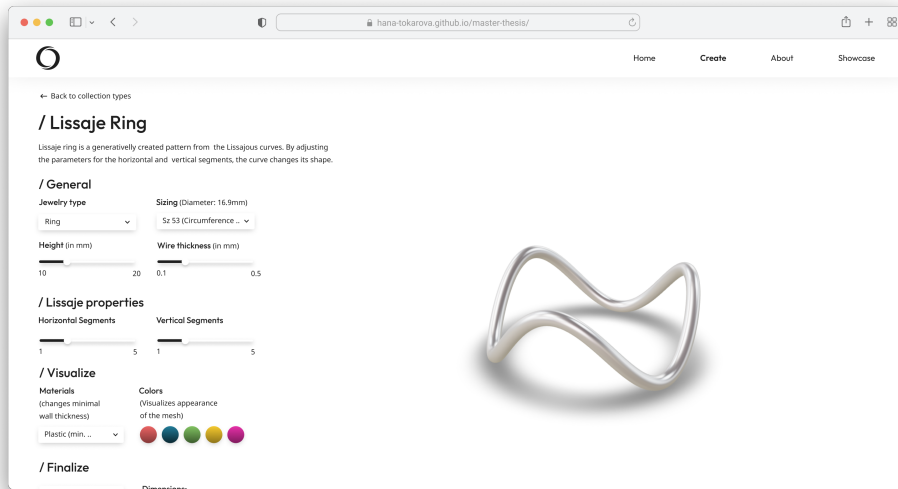 hana-tokarova.github.io/master-thesis/
Home Create About Showcase
← Back to collection types
/ Lissaje Ring
Lissaje ring is a generativelly created pattern from the Lissajous curves. By adjusting
the parameters for the horizontal and vertical segments, the curve changes its shape.
/ General
Jewelry type Sizing (Diameter: 16.9mm)
Ring Sz 53 (Circumference ..
Height (in mm) Wire thickness (in mm)
10 20 0.1 0.5
/ Lissaje properties
Horizontal Segments Vertical Segments
1 5 1 5
/ Visualize
Materials Colors
(changes minimal (Visualizes appearance
wall thickness) of the mesh)
Plastic (min. ..
/ Finalize
Dimensions: